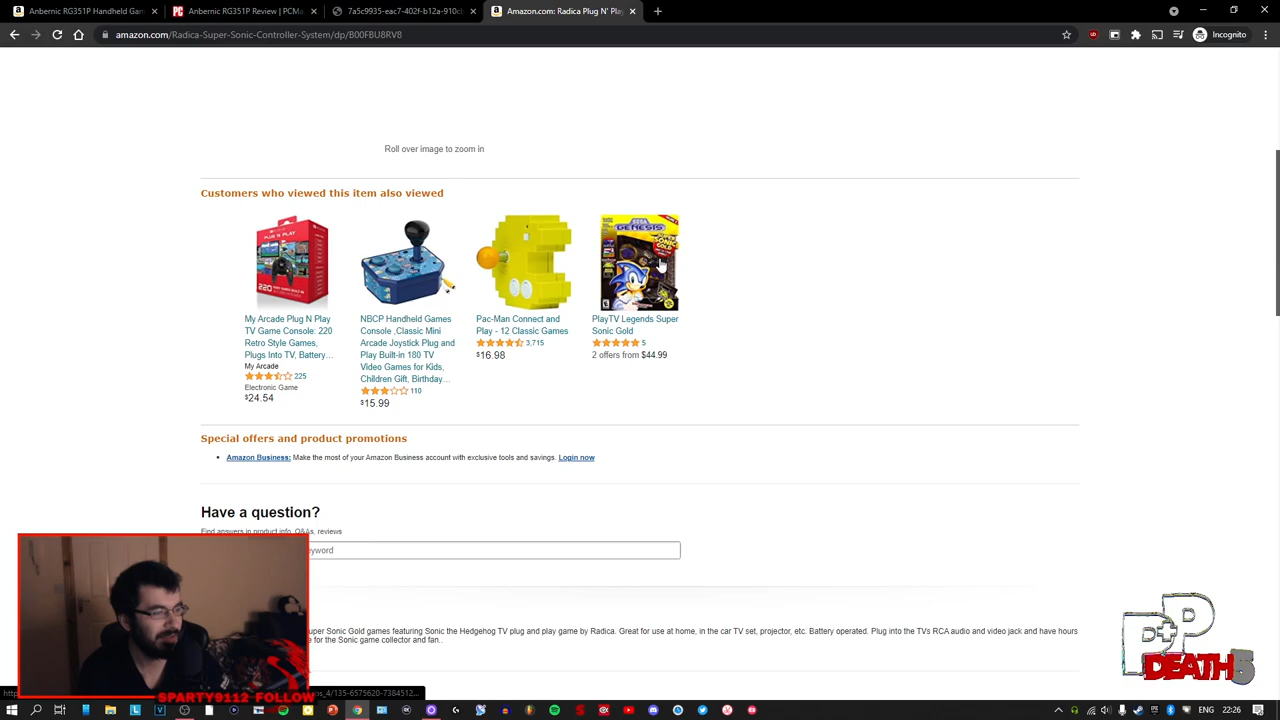 Anbernic RG351P Handheld Gam
Anbernic RG351P Review | PCMa
7a5c9935-eac7-402f-b12a-910cb
Amazon.com: Radica Plug N' Play
amazon.com/Radica-Super-Sonic-Controller-System/dp/B00FBU8RV8
Incognito
Roll over image to zoom in
Customers who viewed this item also viewed
SEGA GENESIS
My Arcade Plug N Play
TV Game Console: 220
Retro Style Games,
Plugs Into TV, Battery…
My Arcade
225
Electronic Game
$24.54
NBCP Handheld Games
Console ,Classic Mini
Arcade Joystick Plug and
Play Built-in 180 TV
Video Games for Kids,
Children Gift, Birthday…
110
$15.99
Pac-Man Connect and
Play - 12 Classic Games
3,715
$16.98
PlayTV Legends Super
Sonic Gold
5
2 offers from $44.99
Special offers and product promotions
Amazon Business: Make the most of your Amazon Business account with exclusive tools and savings. Login now
Have a question?
Find answers in product info, Q&As, reviews
eyword
uper Sonic Gold games featuring Sonic the Hedgehog TV plug and play game by Radica. Great for use at home, in the car TV set, projector, etc. Battery operated. Plug into the TVs RCA audio and video jack and have hours
e for the Sonic game collector and fan..
SPARTY9112 FOLLOW
_4/135-6575620-7384512...
DEATHS
22:26